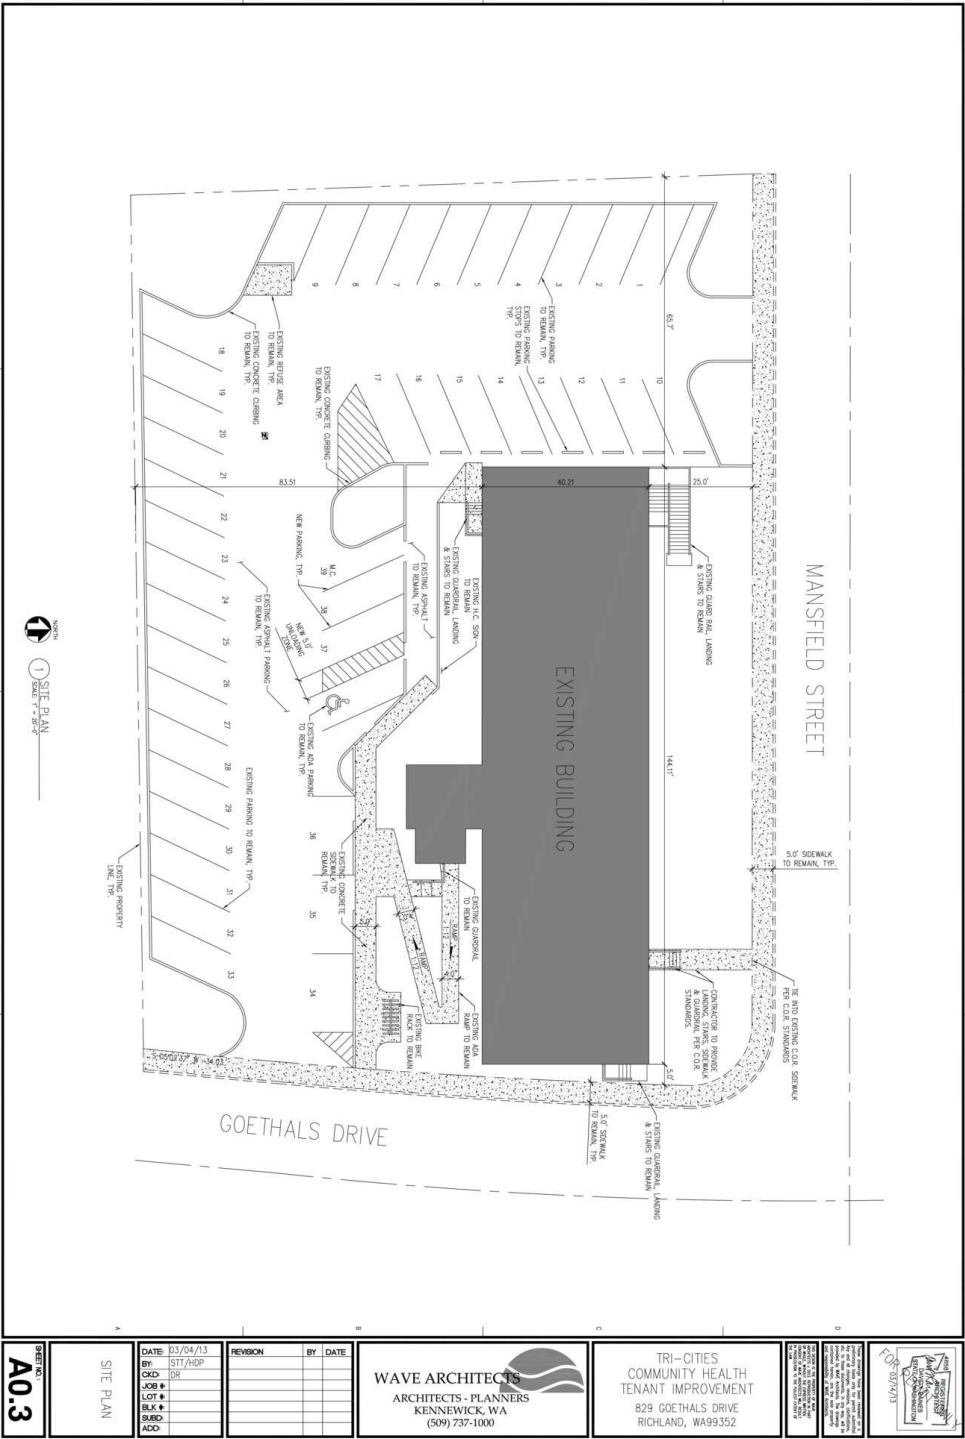 MANSFIELD STREET
GOETHALS DRIVE
EXISTING BUILDING
1
2
3
4
5
6
7
8
9
10
11
12
13
14
15
16
17
18
19
20
21
22
23
24
25
26
27
28
29
30
31
32
33
34
35
36
37
38
M.C.
39
65.7'
83.51
40.21
25.0'
144.11'
5.0'
EXISTING PARKING
TO REMAIN, TYP.
EXISTING PARKING
STOPS TO REMAIN,
TYP.
EXISTING REFUSE AREA
TO REMAIN, TYP.
EXISTING CONCRETE CURBING
TO REMAIN, TYP.
EXISTING CONCRETE CURBING
TO REMAIN, TYP.
NEW PARKING, TYP.
NEW 5.0'
UNLOADING
ZONE
EXISTING ASPHALT PARKING
TO REMAIN, TYP.
EXISTING ASPHALT
TO REMAIN, TYP.
EXISTING GUARDRAIL, LANDING
& STAIRS TO REMAIN
EXISTING H.C. SIGN
TO REMAIN
EXISTING GUARD RAIL, LANDING
& STAIRS TO REMAIN
EXISTING ADA PARKING
TO REMAIN, TYP.
EXISTING PARKING TO REMAIN, TYP
EXISTING PROPERTY
LINE, TYP.
EXISTING CONCRETE
SIDEWALK TO
REMAIN, TYP
EXISTING GUARDRAIL
TO REMAIN
RAMP
1:12
RAMP
1:12
EXISTING ADA
RAMP TO REMAIN
EXISTING BIKE
RACK TO REMAIN
5.0' SIDEWALK
TO REMAIN, TYP.
TIE INTO EXISTING C.O.R. SIDEWALK
PER C.O.R. STANDARDS
CONTRACTOR TO PROVIDE
LANDING, STAIRS, SIDEWALK
& GUARDRAIL PER C.O.R.
STANDARDS.
5.0' SIDEWALK
TO REMAIN, TYP.
EXISTING GUARDRAIL, LANDING
& STAIRS TO REMAIN
NORTH
1
SITE PLAN
SCALE: 1" = 20'-0"
A
B
C
D
SHEET NO.:
A0.3
SITE PLAN
DATE: 03/04/13
BY: STT/HDP
CKD: DR
JOB #:
LOT #:
BLK #:
SUBD:
ADD:
REVISION BY DATE
WAVE ARCHITECTS
ARCHITECTS - PLANNERS
KENNEWICK, WA
(509) 737-1000
TRI-CITIES
COMMUNITY HEALTH
TENANT IMPROVEMENT
829 GOETHALS DRIVE
RICHLAND, WA99352
REGISTERED
ARCHITECT
03/14/13